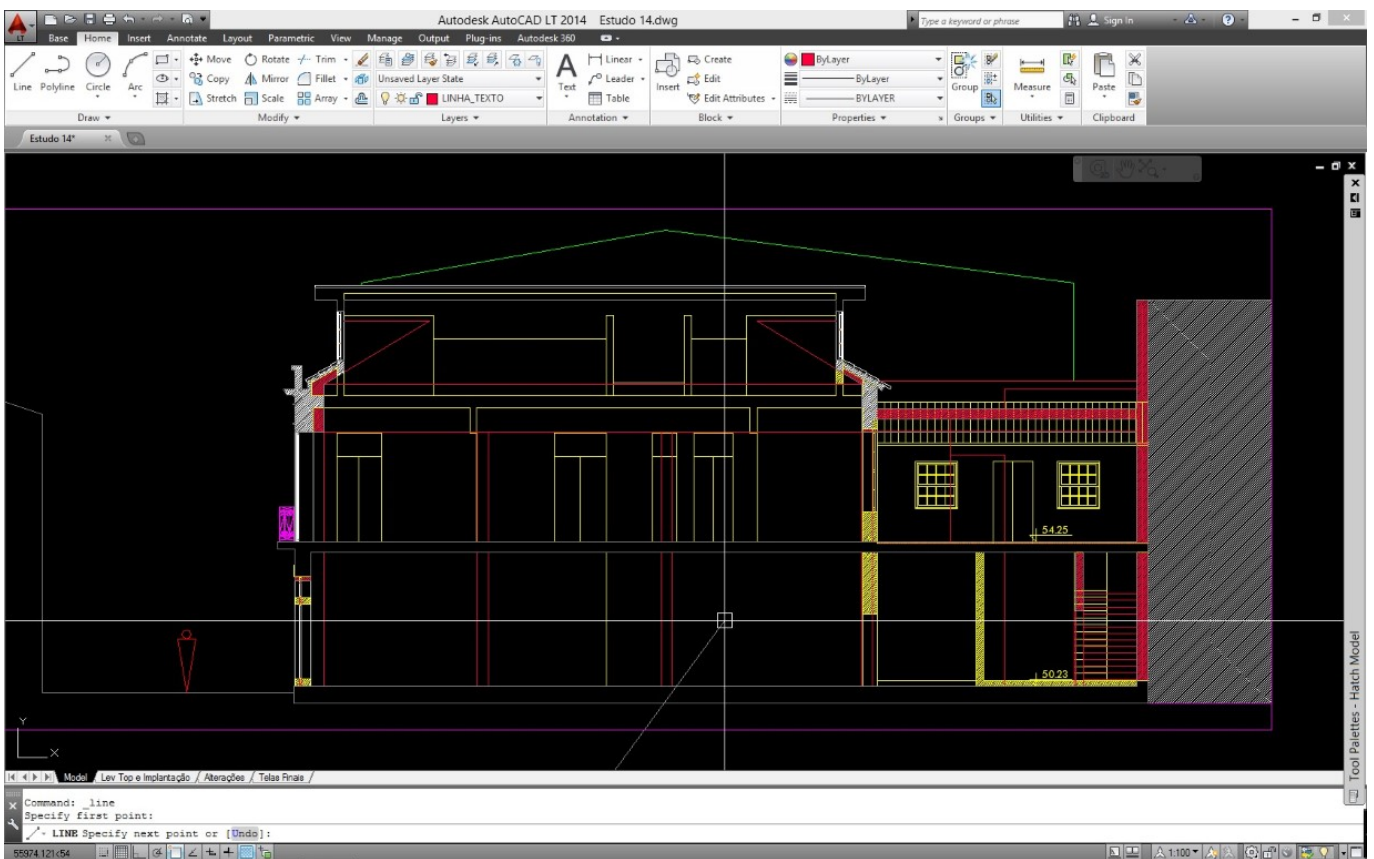 Autodesk AutoCAD LT 2014 Estudo 14.dwg
Type a keyword or phrase
Sign In
LT
Base Home Insert Annotate Layout Parametric View Manage Output Plug-ins Autodesk 360
Move Rotate Trim Unsaved Layer State Linear Create ByLayer
Line Polyline Circle Arc Copy Mirror Fillet Text Leader Insert Edit ByLayer Group Measure Paste
Stretch Scale Array LINHA_TEXTO Table Edit Attributes BYLAYER
Draw Modify Layers Annotation Block Properties Groups Utilities Clipboard
Estudo 14*
54.25
50.23
Tool Palettes - Hatch Model
Y
X
Model Lev Top e Implantação Alterações Telas Finais
Command: _line
Specify first point:
LINE Specify next point or [Undo]:
55974.121<54 1:100